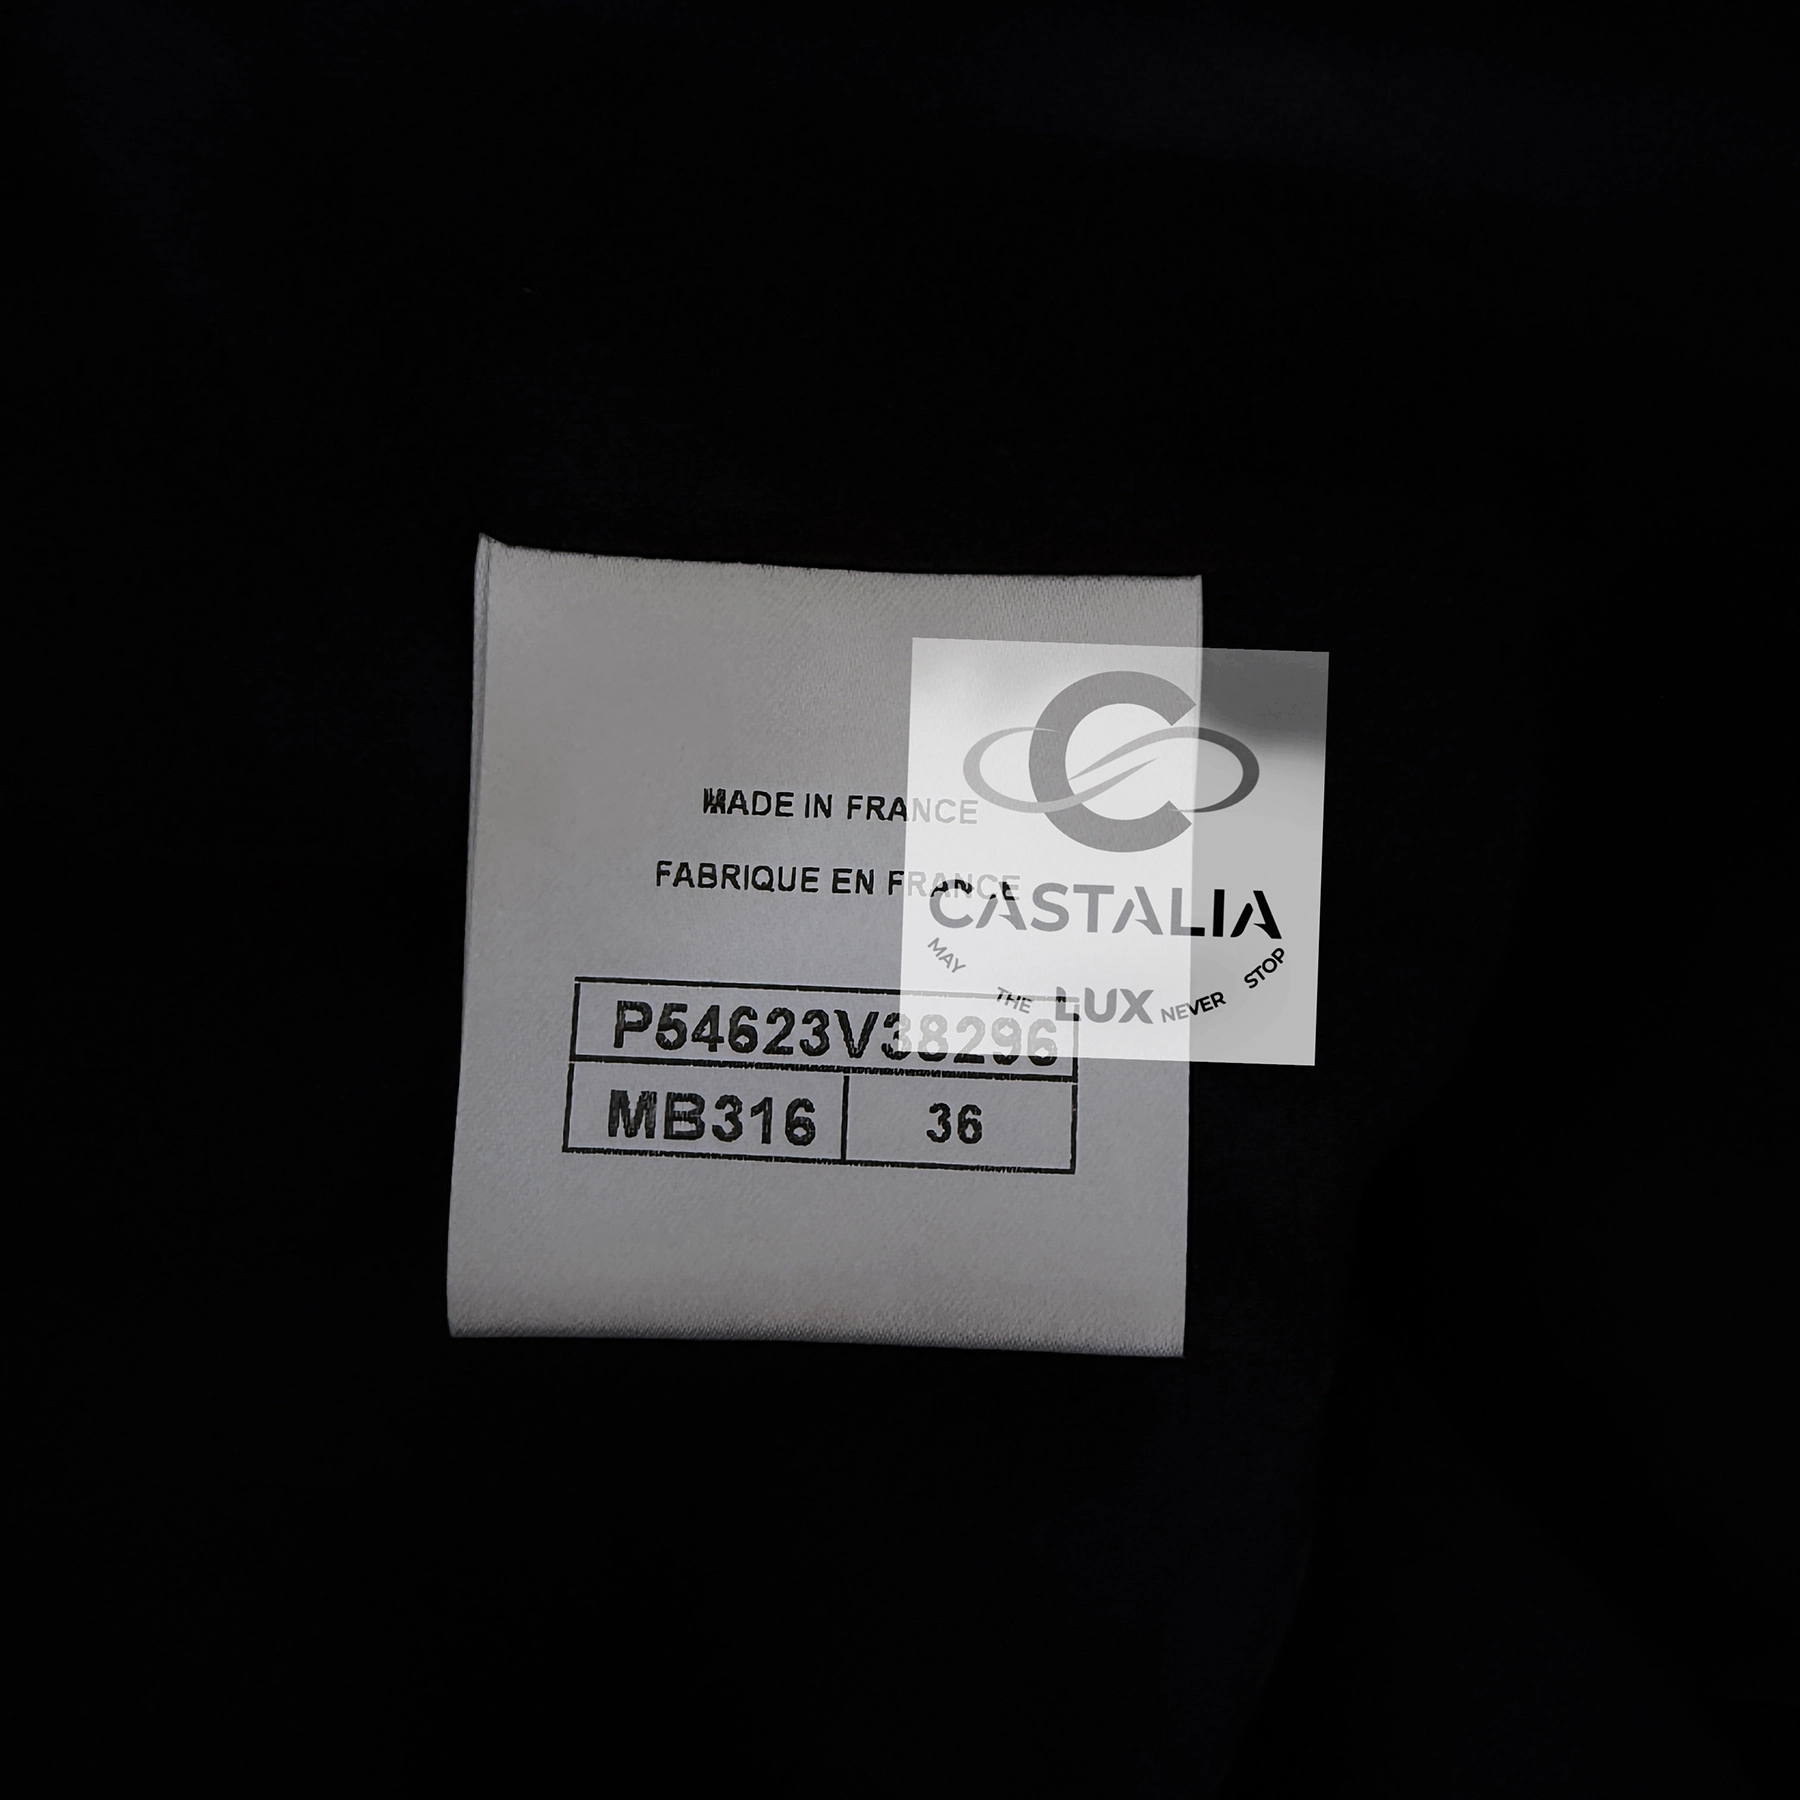 MADE IN FRANCE
FABRIQUE EN FRANCE
P54623V38296
MB316
36
CASTALIA
MAY THE LUX NEVER STOP